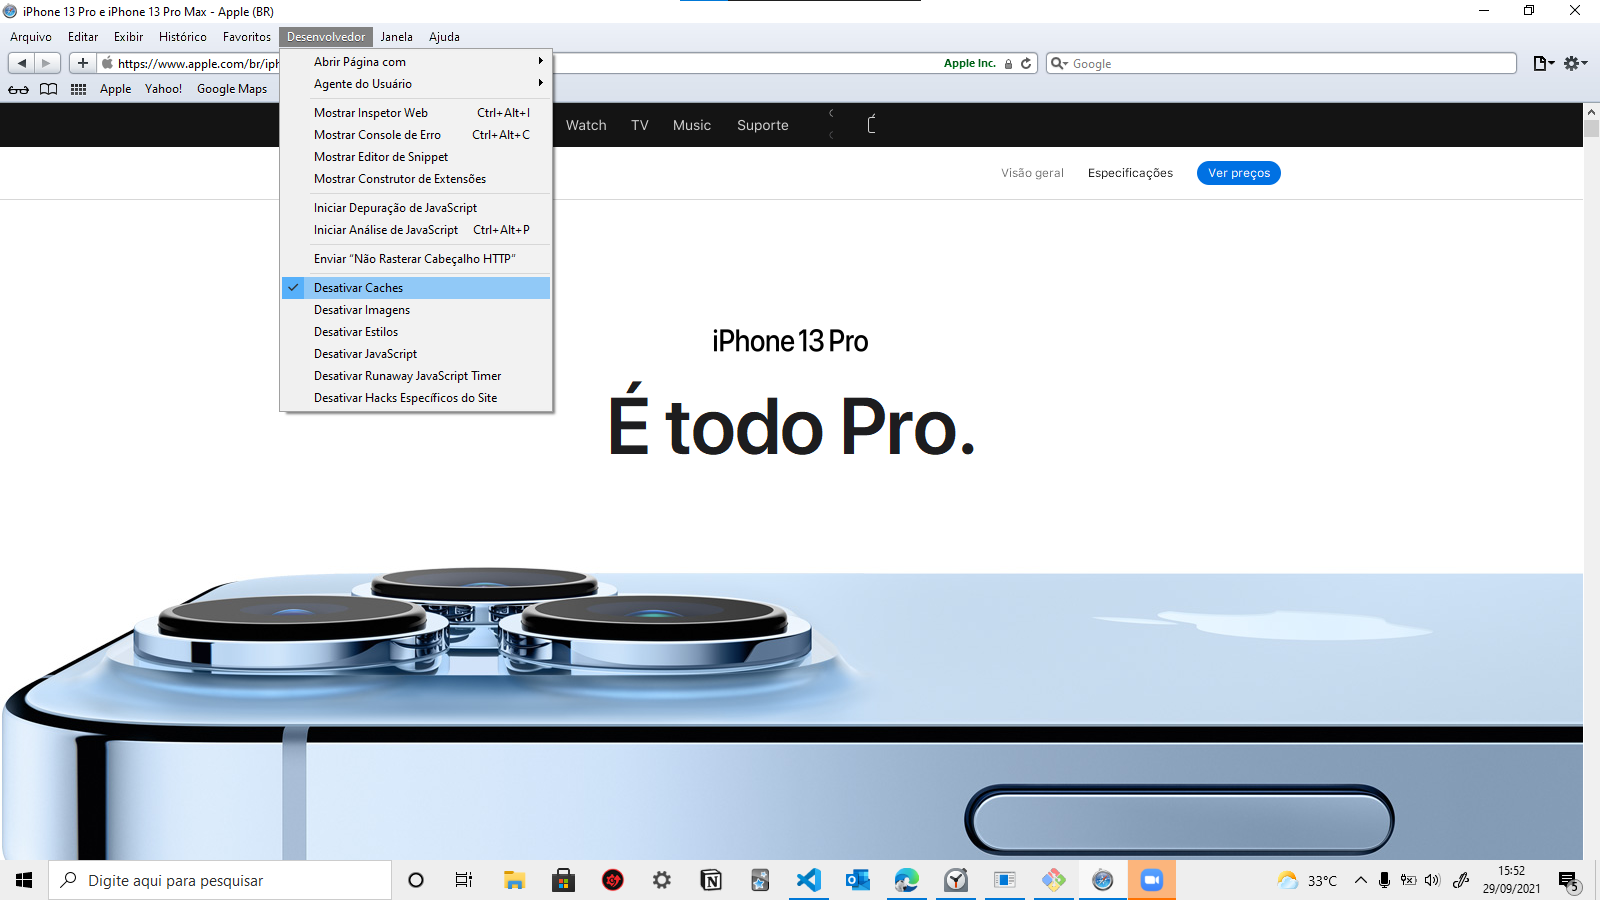 iPhone 13 Pro e iPhone 13 Pro Max - Apple (BR)
Arquivo Editar Exibir Histórico Favoritos Desenvolvedor Janela Ajuda
https://www.apple.com/br/iph
Apple Inc.
Google
Apple Yahoo! Google Maps
Abrir Página com
Agente do Usuário
Mostrar Inspetor Web Ctrl+Alt+I
Mostrar Console de Erro Ctrl+Alt+C
Mostrar Editor de Snippet
Mostrar Construtor de Extensões
Iniciar Depuração de JavaScript
Iniciar Análise de JavaScript Ctrl+Alt+P
Enviar “Não Rasterar Cabeçalho HTTP”
Desativar Caches
Desativar Imagens
Desativar Estilos
Desativar JavaScript
Desativar Runaway JavaScript Timer
Desativar Hacks Específicos do Site
Watch TV Music Suporte
Visão geral Especificações Ver preços
iPhone 13 Pro
É todo Pro.
Digite aqui para pesquisar
33°C
15:52
29/09/2021
5